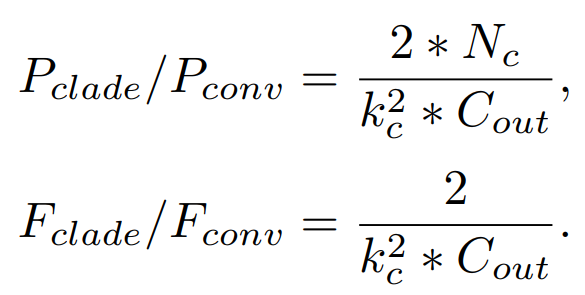 P_{clade}/P_{conv} = \frac{2 * N_c}{k_c^2 * C_{out}},
F_{clade}/F_{conv} = \frac{2}{k_c^2 * C_{out}}.